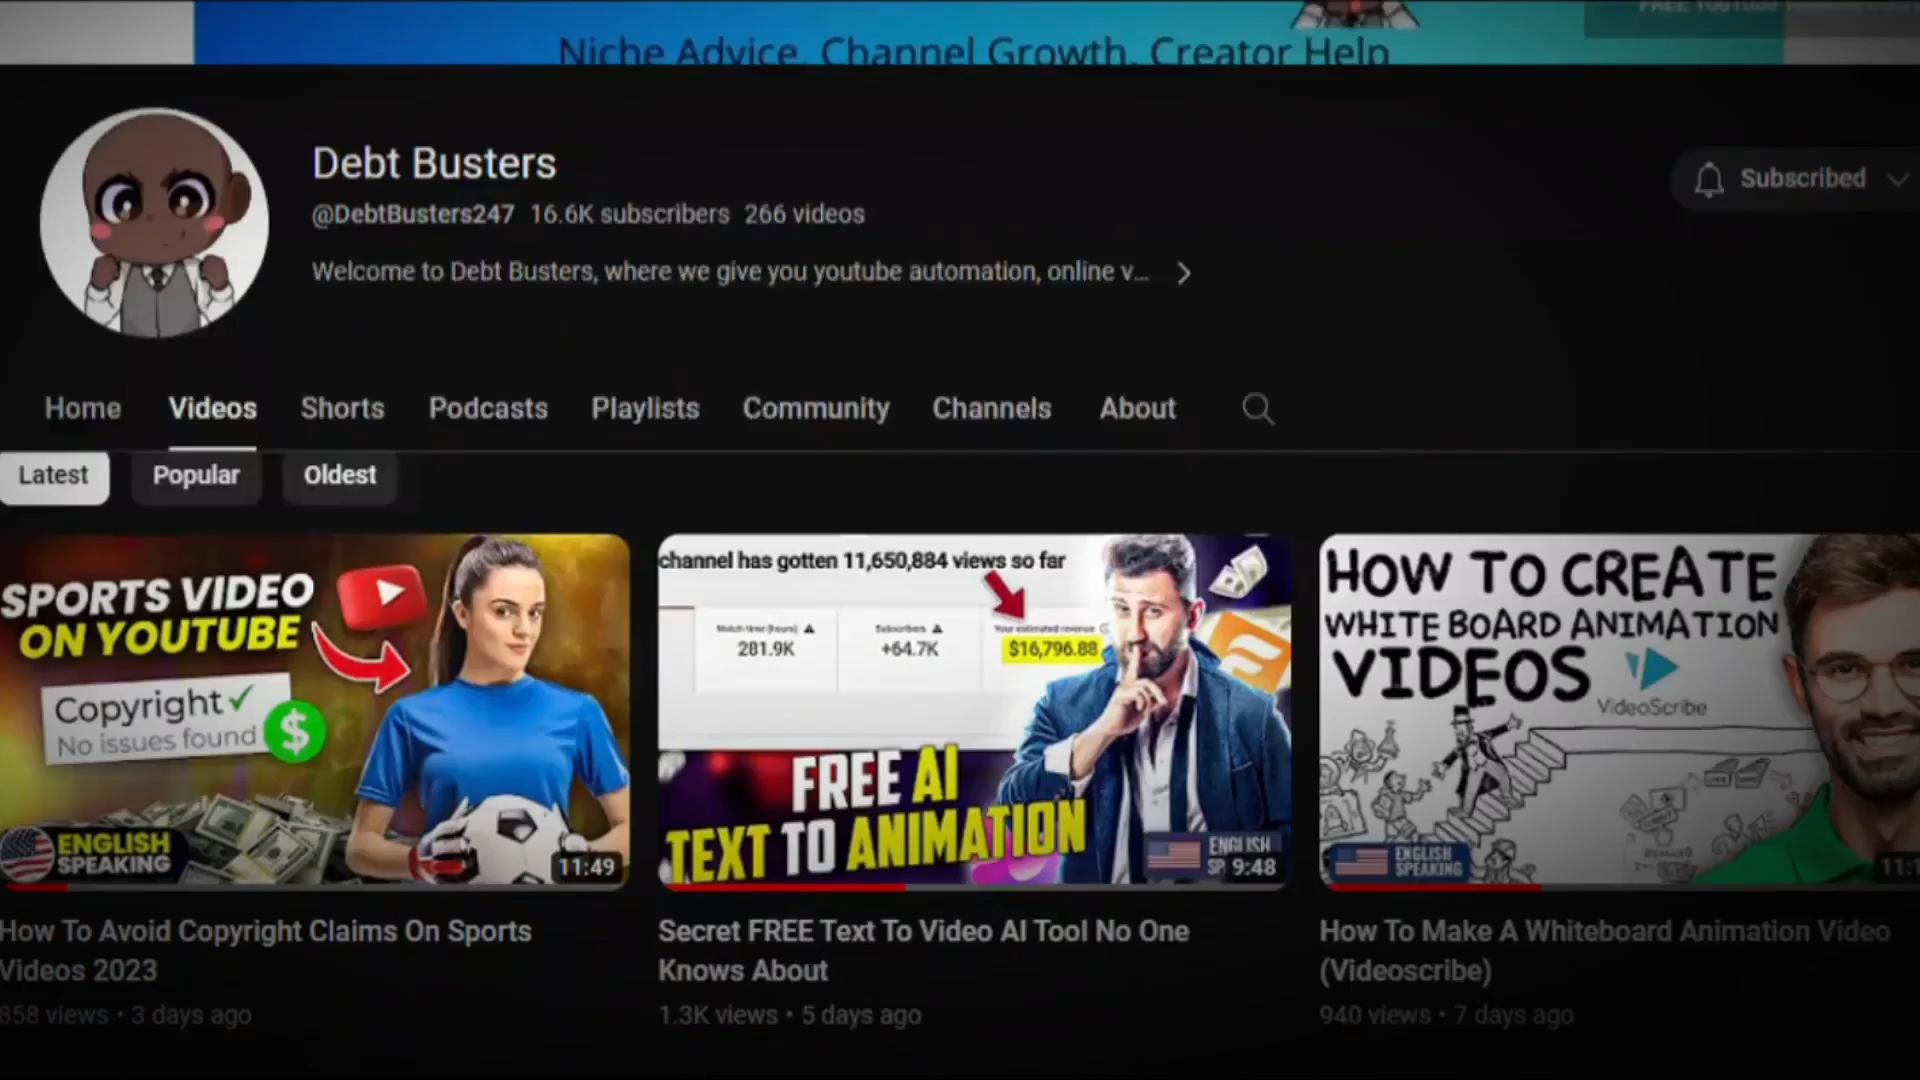 Niche Advice, Channel Growth, Creator Help
Debt Busters
@DebtBusters247 16.6K subscribers 266 videos
Welcome to Debt Busters, where we give you youtube automation, online v...
Subscribed
Home Videos Shorts Podcasts Playlists Community Channels About
Latest Popular Oldest
SPORTS VIDEO
ON YOUTUBE
Copyright
No issues found
$
ENGLISH
SPEAKING
11:49
channel has gotten 11,650,884 views so far
Watch time (hours) Subscribers Your estimated revenue
281.9K +64.7K $16,796.88
FREE AI
TEXT TO ANIMATION
ENGLISH
SP 9:48
HOW TO CREATE
WHITE BOARD ANIMATION
VIDEOS
VideoScribe
ENGLISH
SPEAKING
How To Avoid Copyright Claims On Sports
Videos 2023
858 views • 3 days ago
Secret FREE Text To Video AI Tool No One
Knows About
1.3K views • 5 days ago
How To Make A Whiteboard Animation Video
(Videoscribe)
940 views • 7 days ago